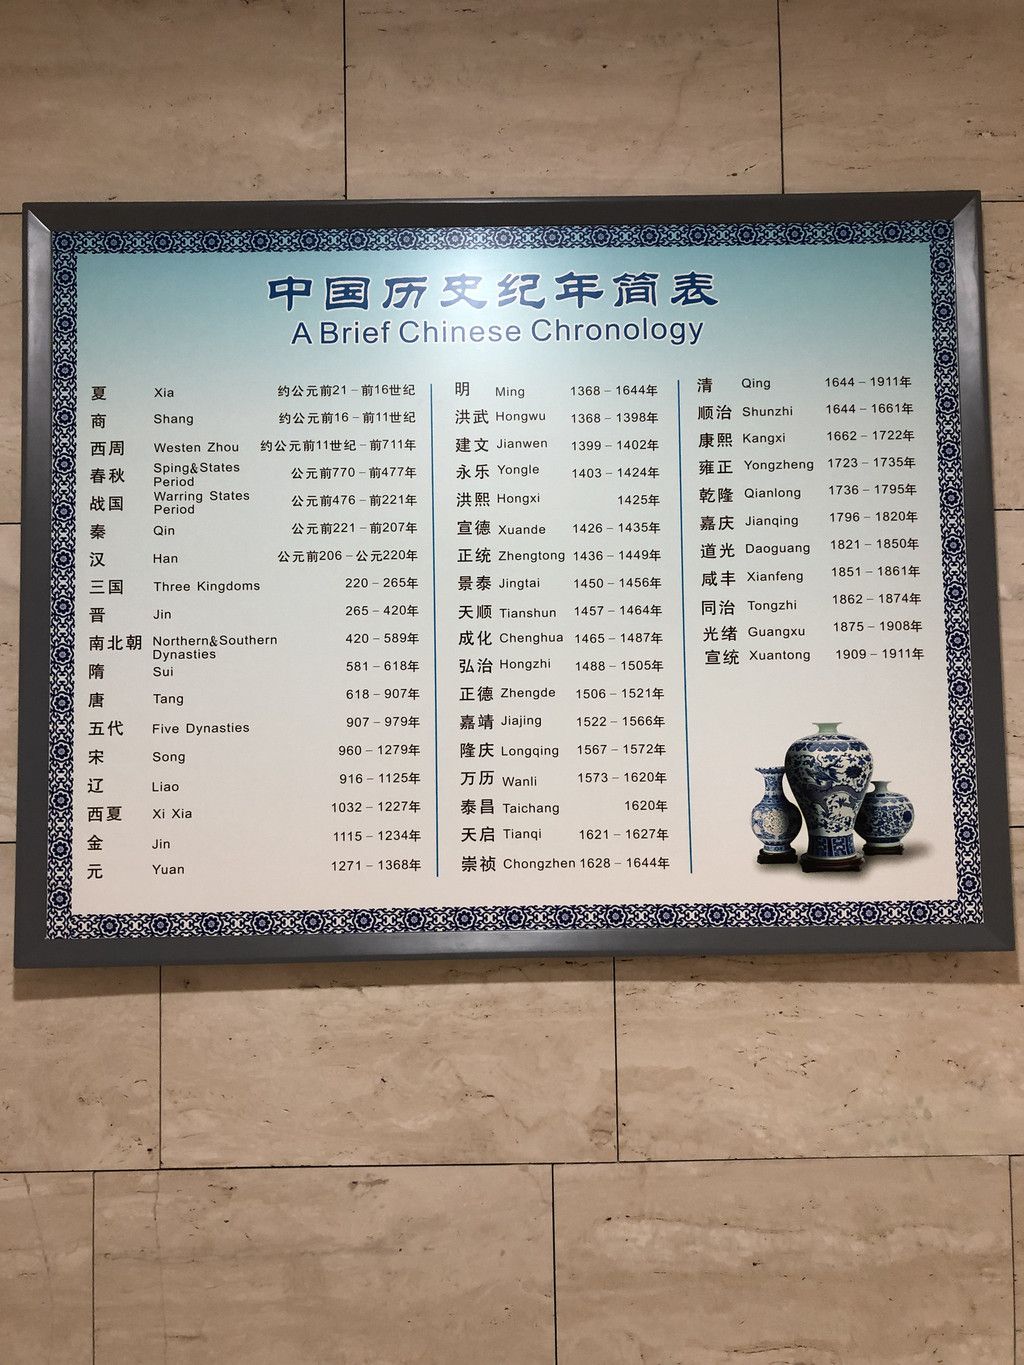 中国历史纪年简表
A Brief Chinese Chronology
夏 Xia 约公元前21－前16世纪
商 Shang 约公元前16－前11世纪
西周 Westen Zhou 约公元前11世纪－前711年
春秋 Sping&States Period 公元前770－前477年
战国 Warring States Period 公元前476－前221年
秦 Qin 公元前221－前207年
汉 Han 公元前206－公元220年
三国 Three Kingdoms 220－265年
晋 Jin 265－420年
南北朝 Northern&Southern Dynasties 420－589年
隋 Sui 581－618年
唐 Tang 618－907年
五代 Five Dynasties 907－979年
宋 Song 960－1279年
辽 Liao 916－1125年
西夏 Xi Xia 1032－1227年
金 Jin 1115－1234年
元 Yuan 1271－1368年
明 Ming 1368－1644年
洪武 Hongwu 1368－1398年
建文 Jianwen 1399－1402年
永乐 Yongle 1403－1424年
洪熙 Hongxi 1425年
宣德 Xuande 1426－1435年
正统 Zhengtong 1436－1449年
景泰 Jingtai 1450－1456年
天顺 Tianshun 1457－1464年
成化 Chenghua 1465－1487年
弘治 Hongzhi 1488－1505年
正德 Zhengde 1506－1521年
嘉靖 Jiajing 1522－1566年
隆庆 Longqing 1567－1572年
万历 Wanli 1573－1620年
泰昌 Taichang 1620年
天启 Tianqi 1621－1627年
崇祯 Chongzhen 1628－1644年
清 Qing 1644－1911年
顺治 Shunzhi 1644－1661年
康熙 Kangxi 1662－1722年
雍正 Yongzheng 1723－1735年
乾隆 Qianlong 1736－1795年
嘉庆 Jianqing 1796－1820年
道光 Daoguang 1821－1850年
咸丰 Xianfeng 1851－1861年
同治 Tongzhi 1862－1874年
光绪 Guangxu 1875－1908年
宣统 Xuantong 1909－1911年